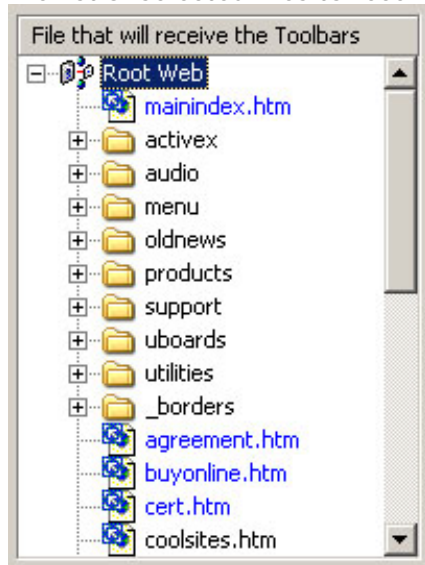 File that will receive the Toolbars
Root Web
mainindex.htm
activex
audio
menu
oldnews
products
support
uboards
utilities
_borders
agreement.htm
buyonline.htm
cert.htm
coolsites.htm